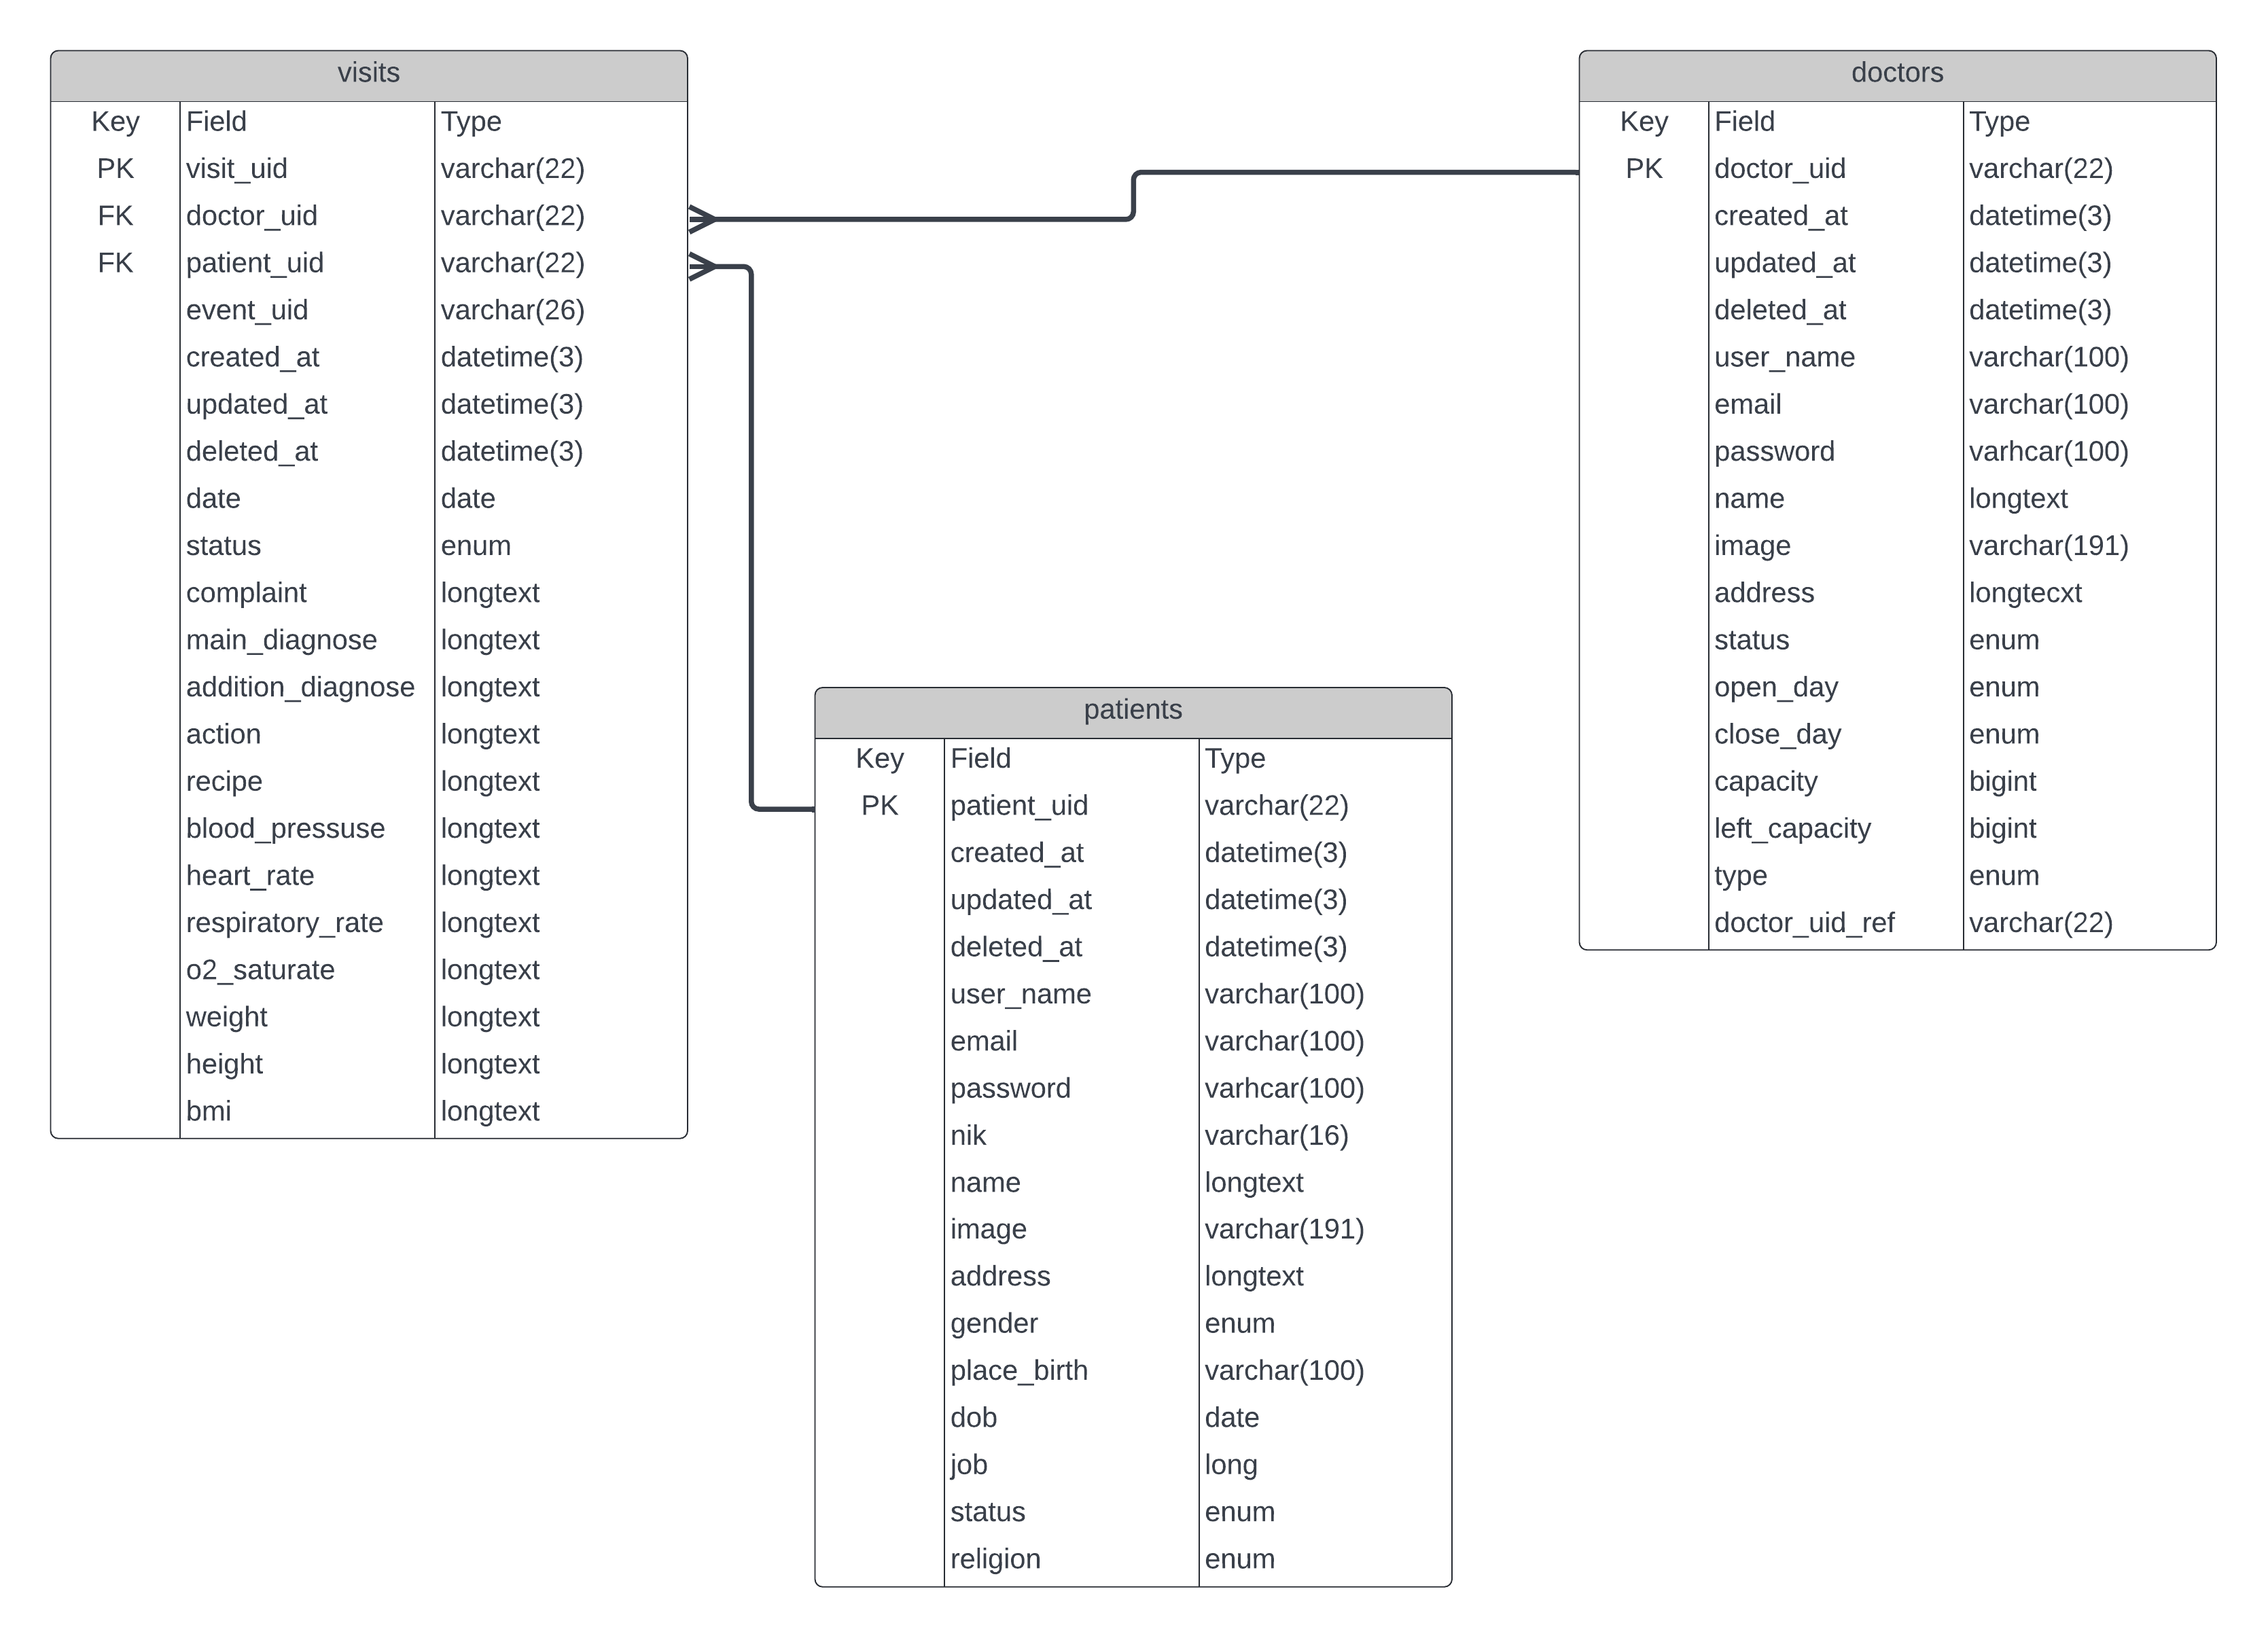 visits
Key Field Type
PK visit_uid varchar(22)
FK doctor_uid varchar(22)
FK patient_uid varchar(22)
event_uid varchar(26)
created_at datetime(3)
updated_at datetime(3)
deleted_at datetime(3)
date date
status enum
complaint longtext
main_diagnose longtext
addition_diagnose longtext
action longtext
recipe longtext
blood_pressuse longtext
heart_rate longtext
respiratory_rate longtext
o2_saturate longtext
weight longtext
height longtext
bmi longtext
doctors
Key Field Type
PK doctor_uid varchar(22)
created_at datetime(3)
updated_at datetime(3)
deleted_at datetime(3)
user_name varchar(100)
email varchar(100)
password varhcar(100)
name longtext
image varchar(191)
address longtecxt
status enum
open_day enum
close_day enum
capacity bigint
left_capacity bigint
type enum
doctor_uid_ref varchar(22)
patients
Key Field Type
PK patient_uid varchar(22)
created_at datetime(3)
updated_at datetime(3)
deleted_at datetime(3)
user_name varchar(100)
email varchar(100)
password varhcar(100)
nik varchar(16)
name longtext
image varchar(191)
address longtext
gender enum
place_birth varchar(100)
dob date
job long
status enum
religion enum